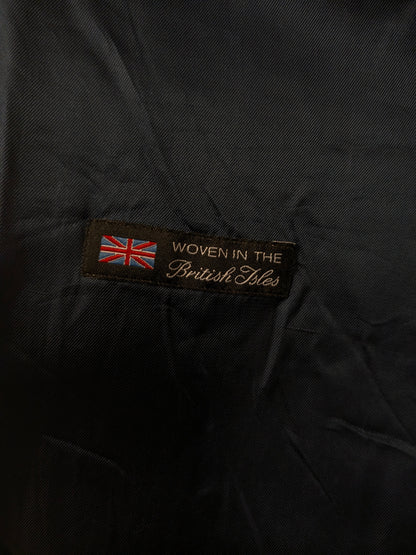 WOVEN IN THE
British Isles